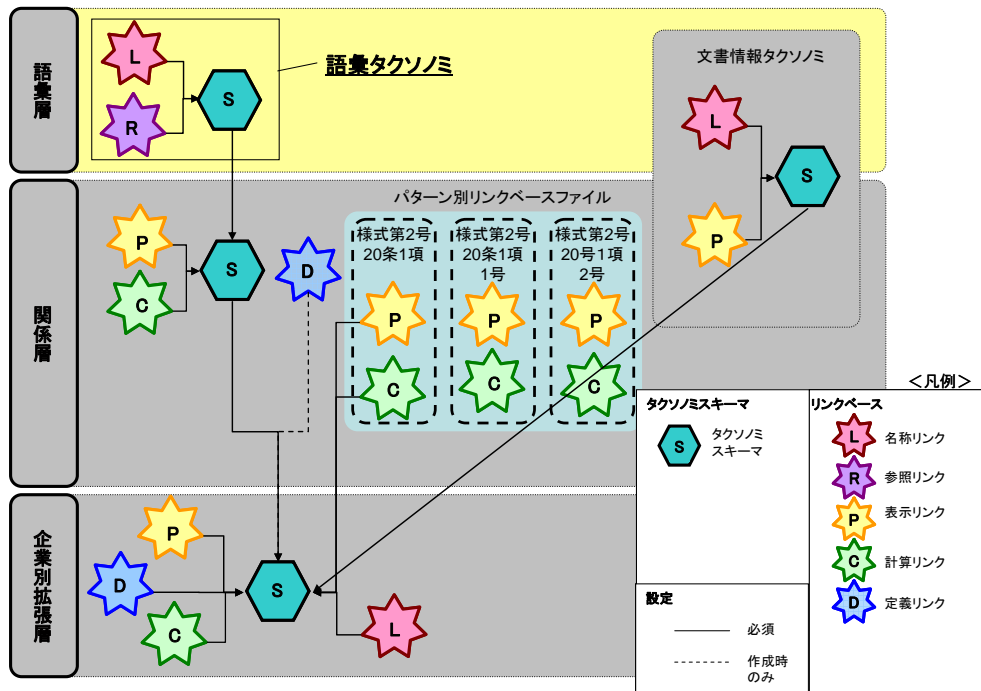 語彙層
L
R
S
語彙タクソノミ
文書情報タクソノミ
L
P
S
関係層
P
C
S
D
パターン別リンクベースファイル
様式第2号
20条1項
P
C
様式第2号
20条1項
1号
P
C
様式第2号
20号1項
2号
P
C
企業別拡張層
P
D
C
S
L
<凡例>
タクソノミスキーマ
S
タクソノミ
スキーマ
設定
必須
作成時
のみ
リンクベース
L
名称リンク
R
参照リンク
P
表示リンク
C
計算リンク
D
定義リンク